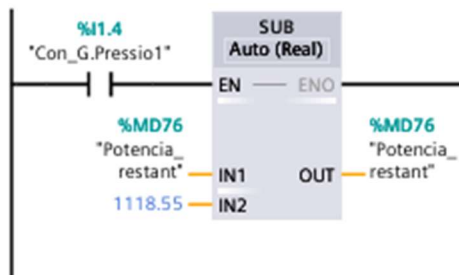 %I1.4
"Con_G.Pressio1"
SUB
Auto (Real)
EN
ENO
%MD76
"Potencia_
restant"
IN1
1118.55
IN2
OUT
%MD76
"Potencia_
restant"